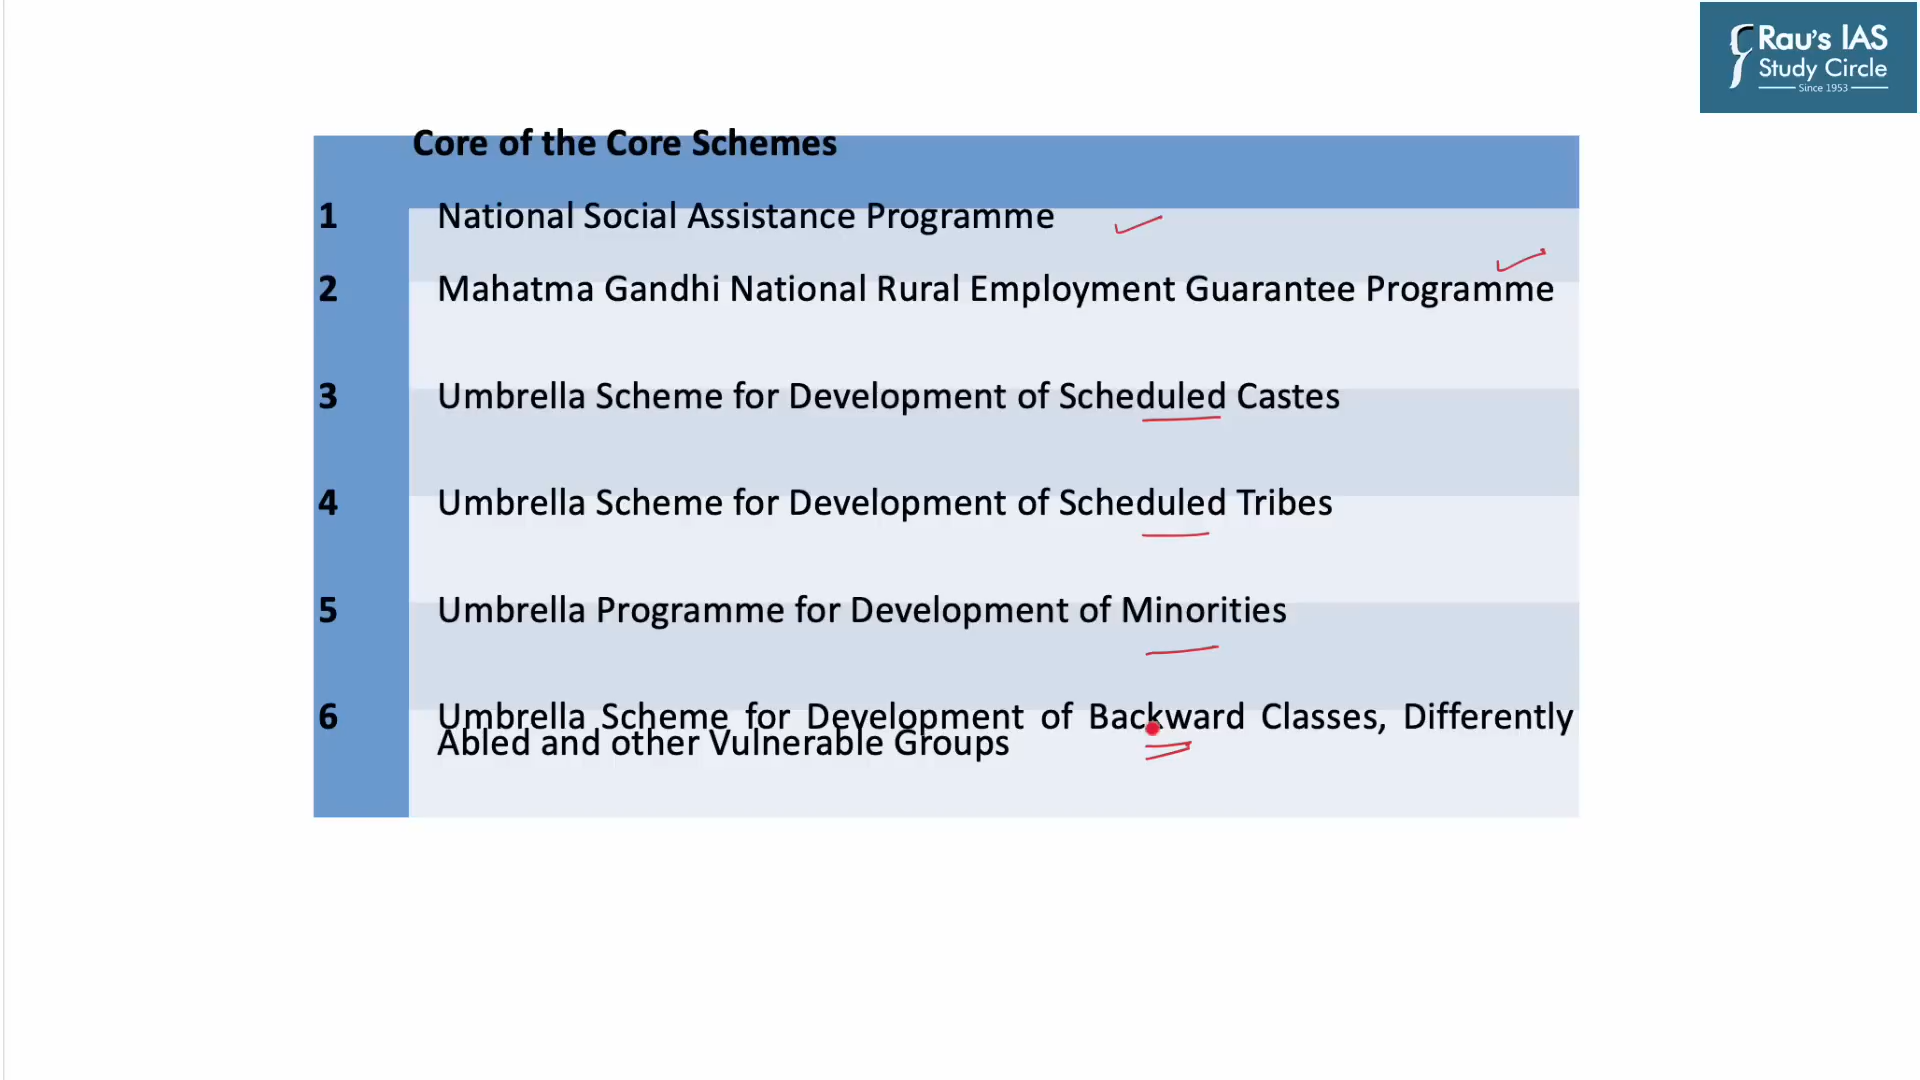 Rau's IAS
Study Circle
Since 1953
Core of the Core Schemes
1 National Social Assistance Programme
2 Mahatma Gandhi National Rural Employment Guarantee Programme
3 Umbrella Scheme for Development of Scheduled Castes
4 Umbrella Scheme for Development of Scheduled Tribes
5 Umbrella Programme for Development of Minorities
6 Umbrella Scheme for Development of Backward Classes, Differently
Abled and other Vulnerable Groups